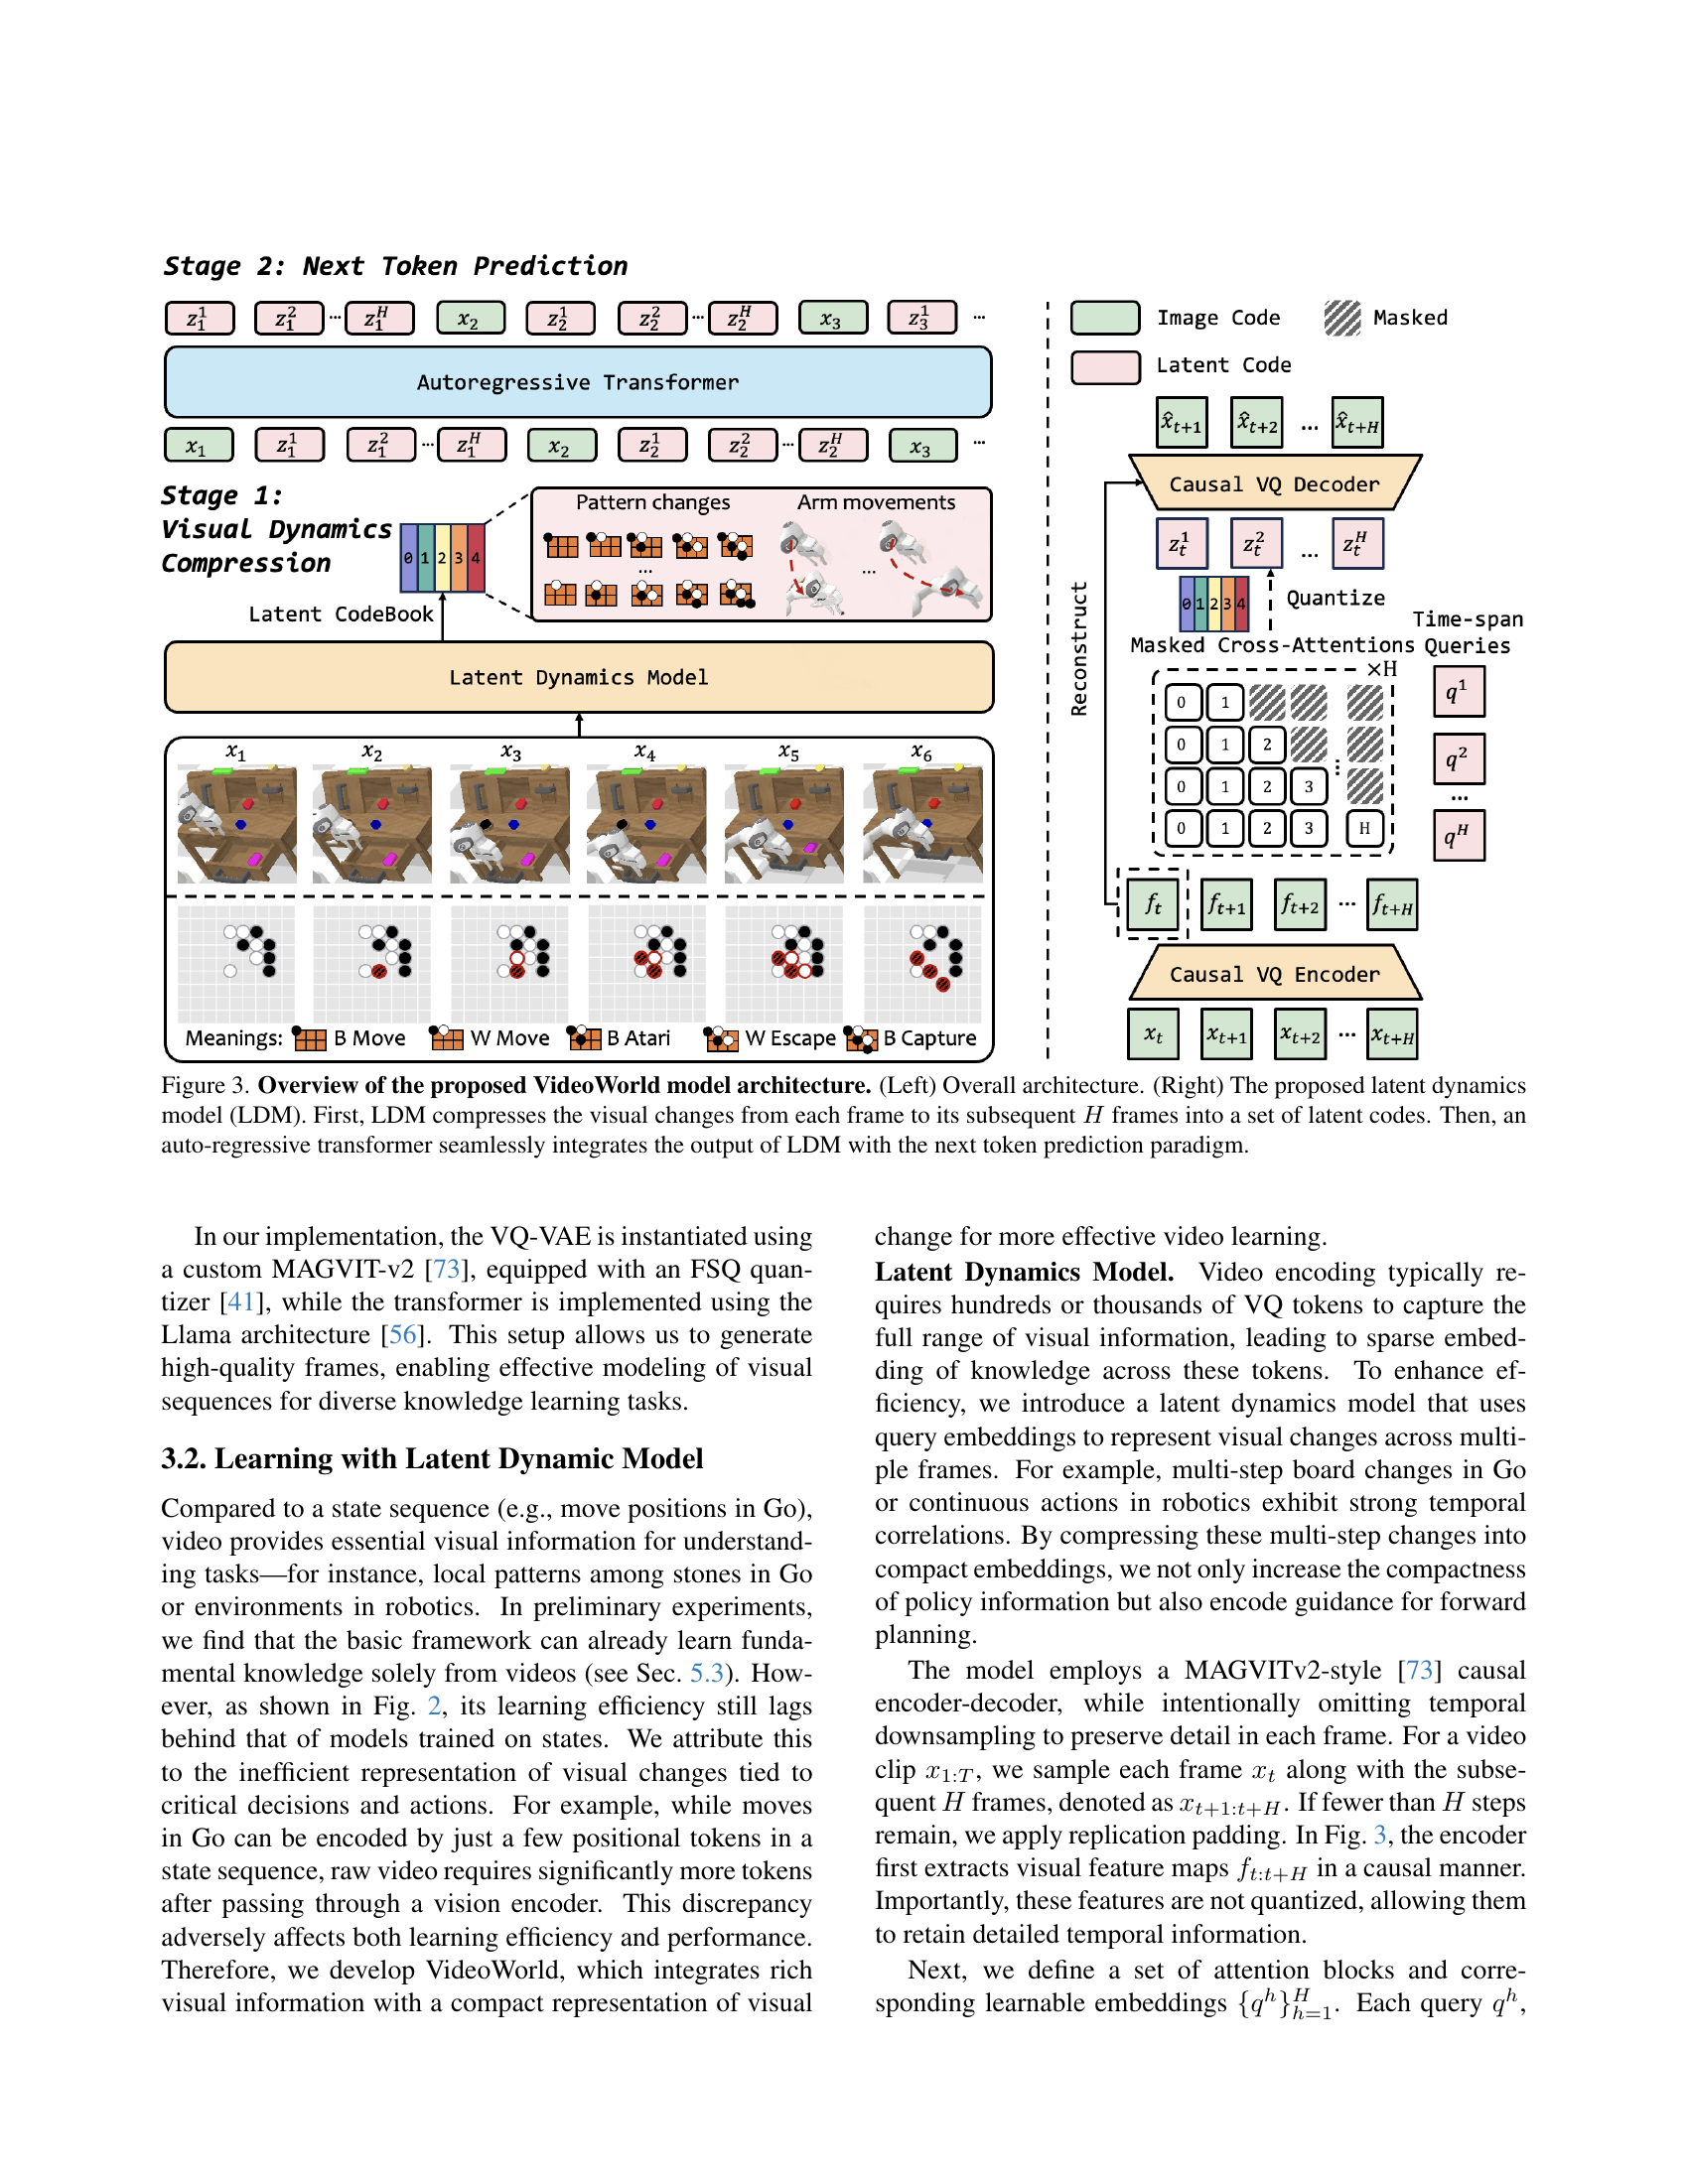 Stage 2: Next Token Prediction
z_1^1 z_1^2 ... z_1^H x_2 z_2^1 z_2^2 ... z_2^H x_3 z_3^1 ...
Autoregressive Transformer
x_1 z_1^1 z_1^2 ... z_1^H x_2 z_2^1 z_2^2 ... z_2^H x_3 ...
Stage 1:
Visual Dynamics
Compression
0 1 2 3 4
Latent CodeBook
Pattern changes
Arm movements
...
...
Latent Dynamics Model
x_1 x_2 x_3 x_4 x_5 x_6
Meanings: B Move W Move B Atari W Escape B Capture
Image Code
Masked
Latent Code
x̂_{t+1} x̂_{t+2} ... x̂_{t+H}
Causal VQ Decoder
z_t^1 z_t^2 ... z_t^H
0 1 2 3 4
Quantize
Reconstruct
Masked Cross-Attentions
Time-span
Queries
×H
0 1
0 1 2
0 1 2 3
0 1 2 3 H
q^1
q^2
...
q^H
f_t f_{t+1} f_{t+2} ... f_{t+H}
Causal VQ Encoder
x_t x_{t+1} x_{t+2} ... x_{t+H}
Figure 3. Overview of the proposed VideoWorld model architecture. (Left) Overall architecture. (Right) The proposed latent dynamics
model (LDM). First, LDM compresses the visual changes from each frame to its subsequent H frames into a set of latent codes. Then, an
auto-regressive transformer seamlessly integrates the output of LDM with the next token prediction paradigm.
In our implementation, the VQ-VAE is instantiated using
a custom MAGVIT-v2 [73], equipped with an FSQ quan-
tizer [41], while the transformer is implemented using the
Llama architecture [56]. This setup allows us to generate
high-quality frames, enabling effective modeling of visual
sequences for diverse knowledge learning tasks.
3.2. Learning with Latent Dynamic Model
Compared to a state sequence (e.g., move positions in Go),
video provides essential visual information for understand-
ing tasks—for instance, local patterns among stones in Go
or environments in robotics. In preliminary experiments,
we find that the basic framework can already learn funda-
mental knowledge solely from videos (see Sec. 5.3). How-
ever, as shown in Fig. 2, its learning efficiency still lags
behind that of models trained on states. We attribute this
to the inefficient representation of visual changes tied to
critical decisions and actions. For example, while moves
in Go can be encoded by just a few positional tokens in a
state sequence, raw video requires significantly more tokens
after passing through a vision encoder. This discrepancy
adversely affects both learning efficiency and performance.
Therefore, we develop VideoWorld, which integrates rich
visual information with a compact representation of visual
change for more effective video learning.
Latent Dynamics Model. Video encoding typically re-
quires hundreds or thousands of VQ tokens to capture the
full range of visual information, leading to sparse embed-
ding of knowledge across these tokens. To enhance ef-
ficiency, we introduce a latent dynamics model that uses
query embeddings to represent visual changes across multi-
ple frames. For example, multi-step board changes in Go
or continuous actions in robotics exhibit strong temporal
correlations. By compressing these multi-step changes into
compact embeddings, we not only increase the compactness
of policy information but also encode guidance for forward
planning.
The model employs a MAGVITv2-style [73] causal
encoder-decoder, while intentionally omitting temporal
downsampling to preserve detail in each frame. For a video
clip x_{1:T}, we sample each frame x_t along with the subse-
quent H frames, denoted as x_{t+1:t+H}. If fewer than H steps
remain, we apply replication padding. In Fig. 3, the encoder
first extracts visual feature maps f_{t:t+H} in a causal manner.
Importantly, these features are not quantized, allowing them
to retain detailed temporal information.
Next, we define a set of attention blocks and corre-
sponding learnable embeddings {q^h}_{h=1}^H. Each query q^h,